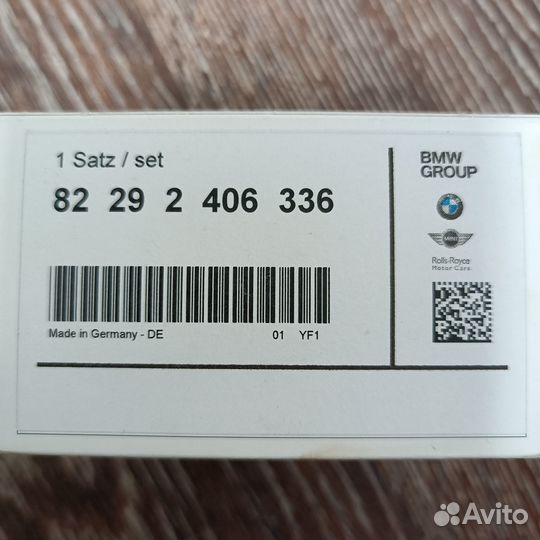 1 Satz / set
82 29 2 406 336
Made in Germany - DE 01 YF1
BMW
GROUP
MINI
Rolls-Royce
Motor Cars
Avito